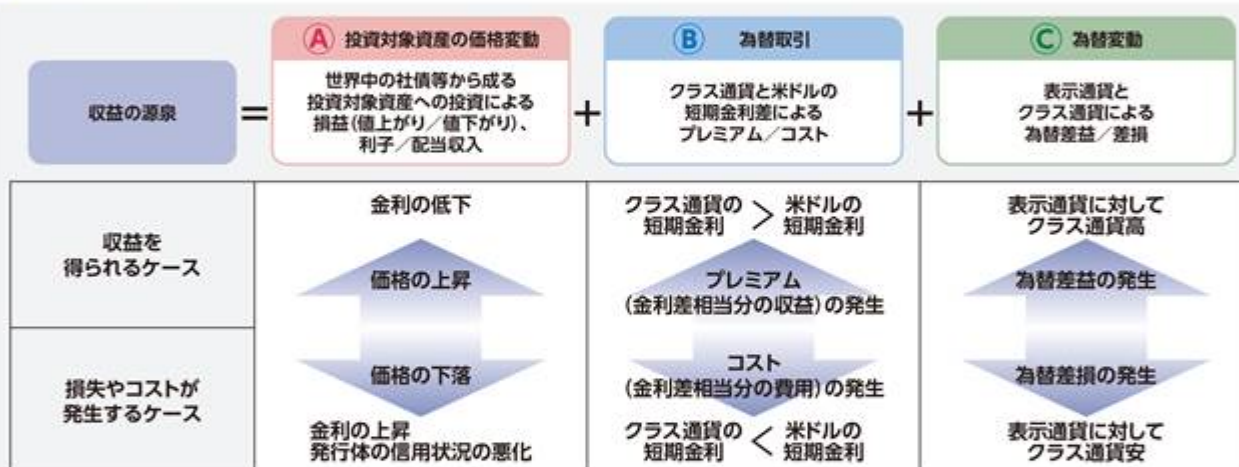 収益の源泉
=
Ⓐ 投資対象資産の価格変動
世界中の社債等から成る
投資対象資産への投資による
損益(値上がり/値下がり)、
利子/配当収入
+
Ⓑ 為替取引
クラス通貨と米ドルの
短期金利差による
プレミアム/コスト
+
Ⓒ 為替変動
表示通貨と
クラス通貨による
為替差益/差損
収益を
得られるケース
金利の低下
価格の上昇
クラス通貨の > 米ドルの
短期金利 短期金利
プレミアム
(金利差相当分の収益)の発生
表示通貨に対して
クラス通貨高
為替差益の発生
損失やコストが
発生するケース
価格の下落
金利の上昇
発行体の信用状況の悪化
コスト
(金利差相当分の費用)の発生
クラス通貨の < 米ドルの
短期金利 短期金利
為替差損の発生
表示通貨に対して
クラス通貨安